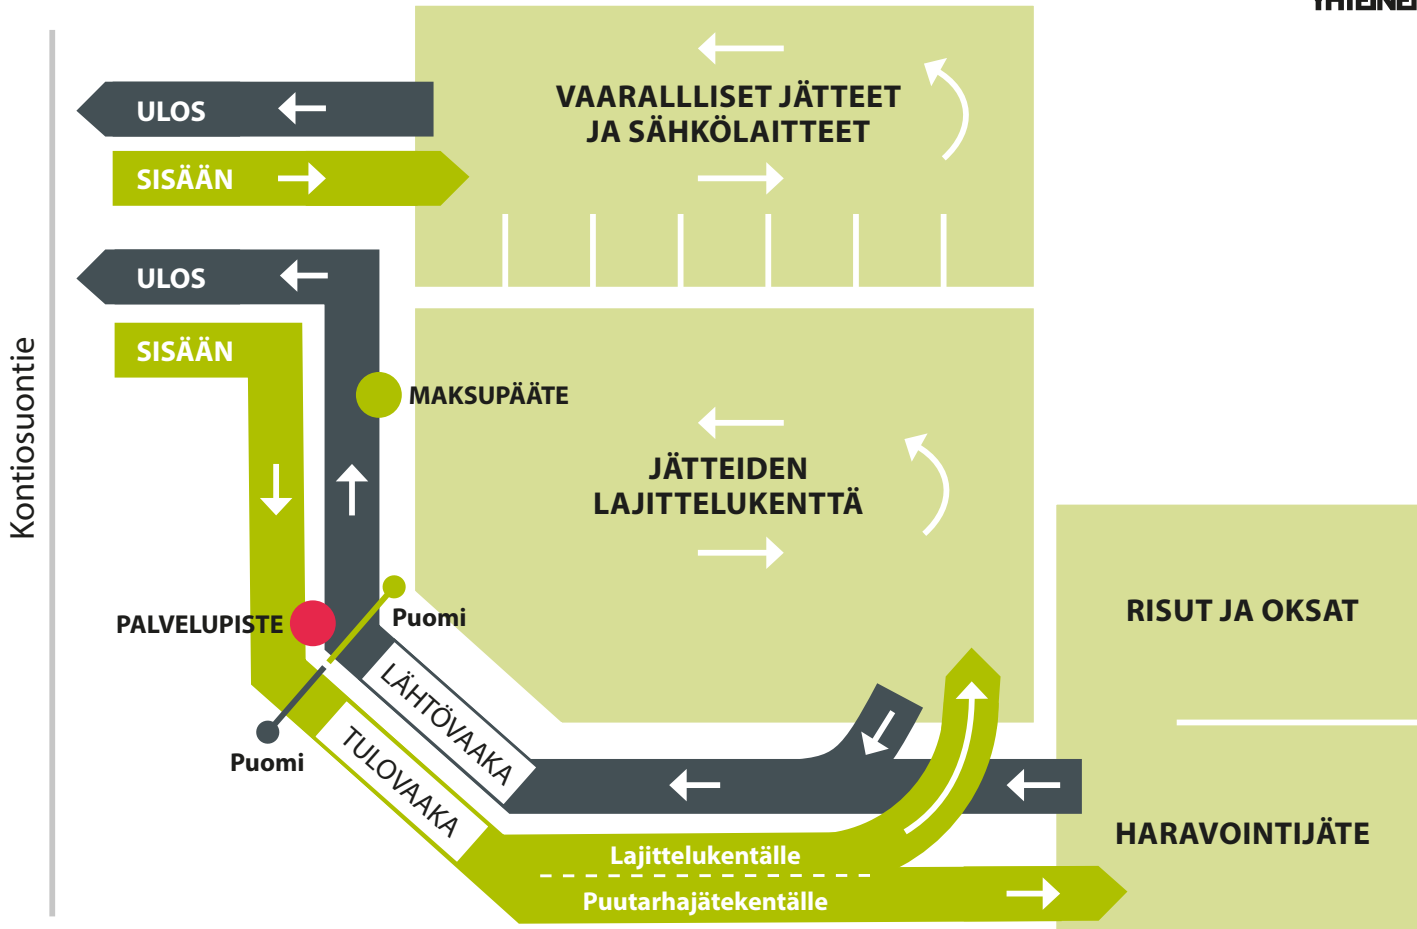 ULOS
SISÄÄN
VAARALLLISET JÄTTEET
JA SÄHKÖLAITTEET
ULOS
SISÄÄN
Kontiosuontie
MAKSUPÄÄTE
JÄTTEIDEN
LAJITTELUKENTTÄ
PALVELUPISTE
Puomi
RISUT JA OKSAT
LÄHTÖVAAKA
Puomi
TULOVAAKA
HARAVOINTIJÄTE
Lajittelukentälle
Puutarhajätekentälle